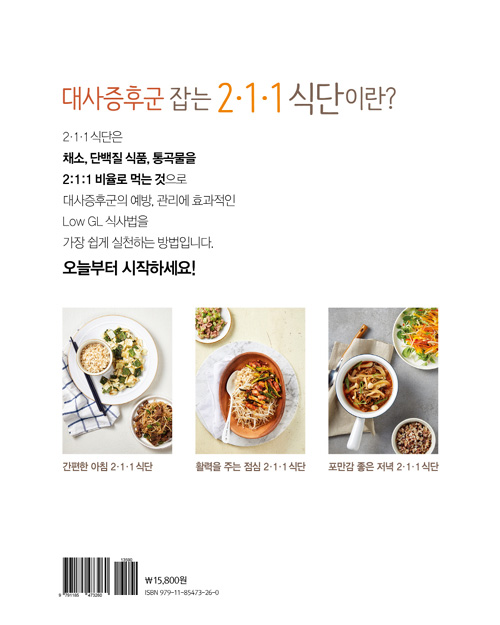 대사증후군 잡는 2·1·1 식단이란?
2·1·1 식단은
채소, 단백질 식품, 통곡물을
2:1:1 비율로 먹는 것으로
대사증후군의 예방, 관리에 효과적인
Low GL 식사법을
가장 쉽게 실천하는 방법입니다.
오늘부터 시작하세요!
간편한 아침 2·1·1 식단
활력을 주는 점심 2·1·1 식단
포만감 좋은 저녁 2·1·1 식단
₩15,800원
ISBN 979-11-85473-26-0
9 791185 473260